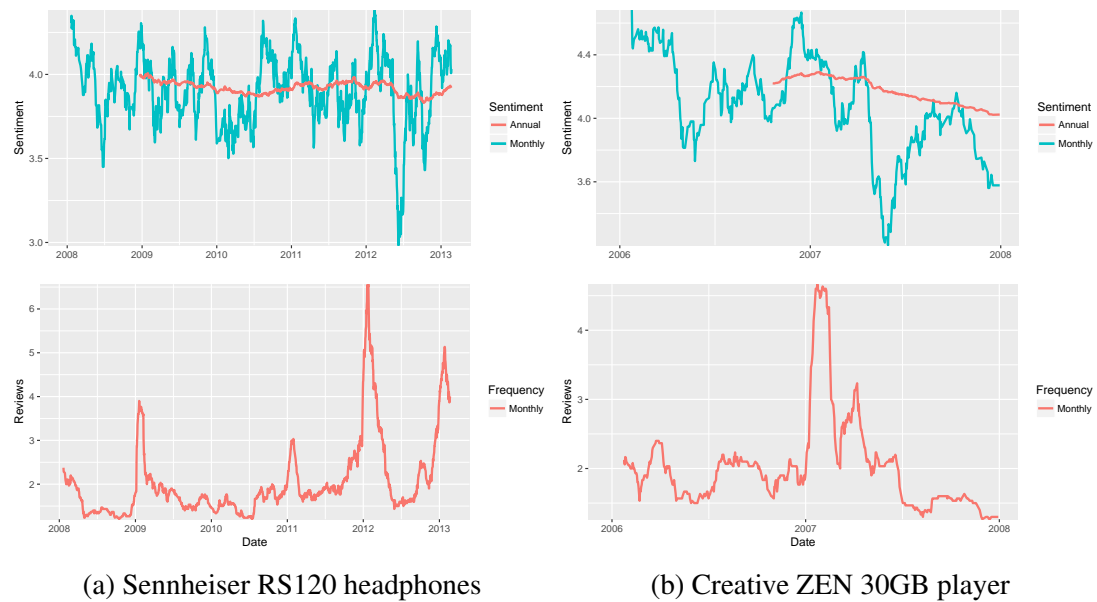 4.0
3.5
3.0
Sentiment
2008 2009 2010 2011 2012 2013
Sentiment
Annual
Monthly
6
5
4
3
2
Reviews
2008 2009 2010 2011 2012 2013
Date
Frequency
Monthly
(a) Sennheiser RS120 headphones
4.4
4.0
3.6
Sentiment
2006 2007 2008
Sentiment
Annual
Monthly
4
3
2
Reviews
2006 2007 2008
Date
Frequency
Monthly
(b) Creative ZEN 30GB player